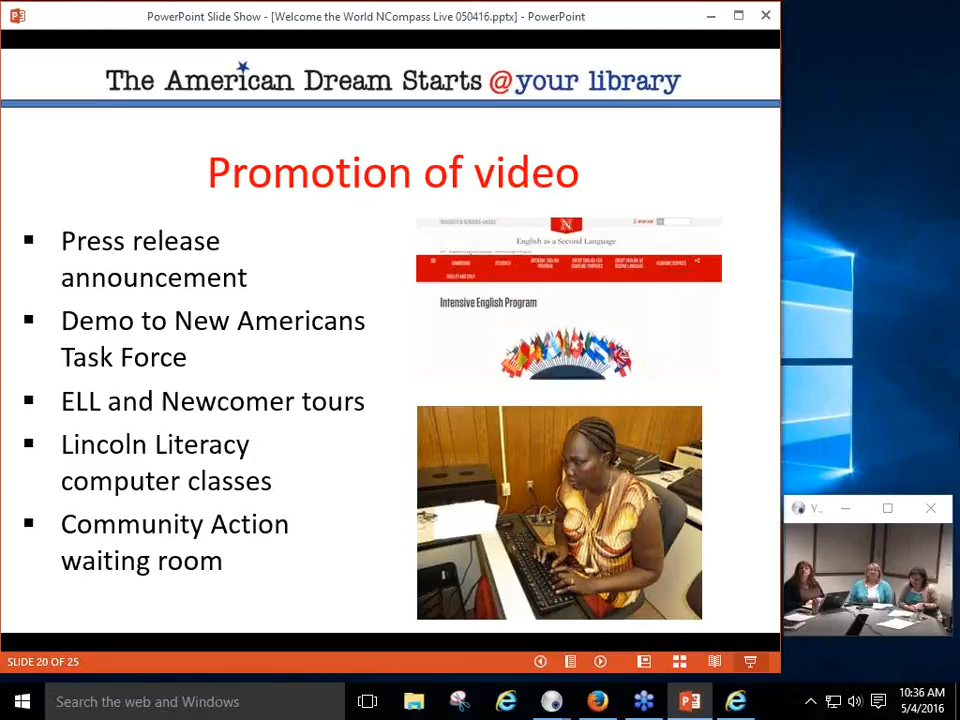 PowerPoint Slide Show - [Welcome the World NCompass Live 050416.pptx] - PowerPoint
The American Dream Starts @your library
Promotion of video
▪ Press release
announcement
▪ Demo to New Americans
Task Force
▪ ELL and Newcomer tours
▪ Lincoln Literacy
computer classes
▪ Community Action
waiting room
N
English as a Second Language
Intensive English Program
Y...
SLIDE 20 OF 25
Search the web and Windows
10:36 AM
5/4/2016